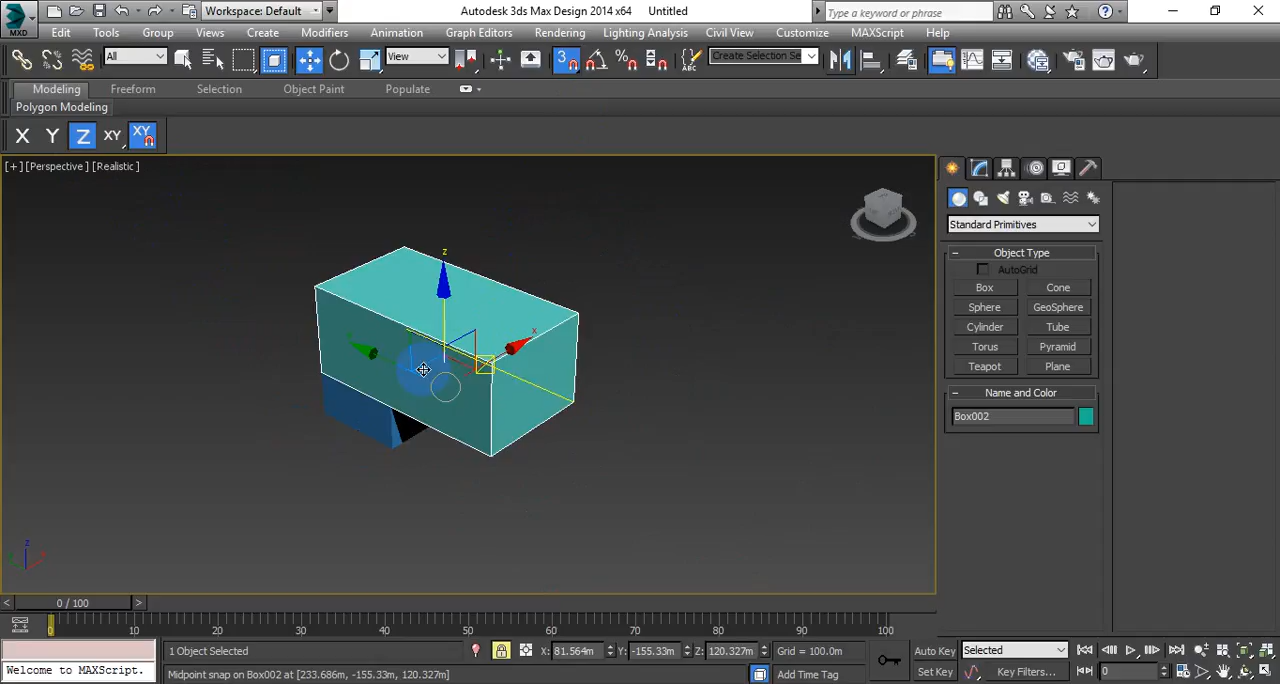 Workspace: Default
Autodesk 3ds Max Design 2014 x64 Untitled
Type a keyword or phrase
MXD
Edit Tools Group Views Create Modifiers Animation Graph Editors Rendering Lighting Analysis Civil View Customize MAXScript Help
All View 3 Create Selection Se
Modeling Freeform Selection Object Paint Populate
Polygon Modeling
X Y Z XY XY
[+] [Perspective] [Realistic]
Standard Primitives
Object Type
AutoGrid
Box Cone
Sphere GeoSphere
Cylinder Tube
Torus Pyramid
Teapot Plane
Name and Color
Box002
z
x
z
0 / 100
0 10 20 30 40 50 60 70 80 90 100
1 Object Selected X: 81.564m Y: -155.33m Z: 120.327m Grid = 100.0m Auto Key Selected
Welcome to MAXScript. Midpoint snap on Box002 at [233.686m, -155.33m, 120.327m] Add Time Tag Set Key Key Filters... 0